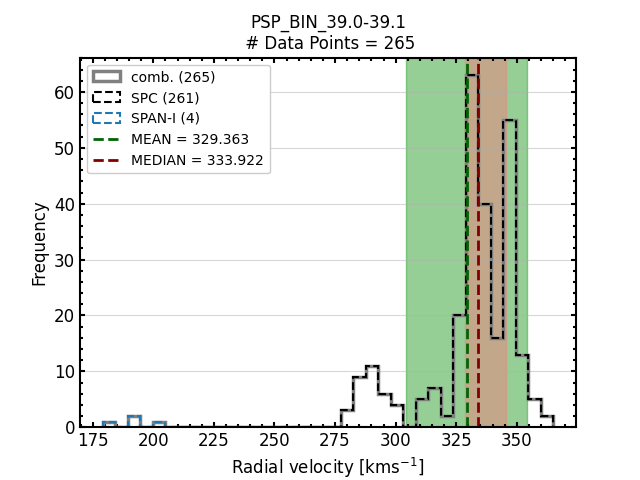 PSP_BIN_39.0-39.1
# Data Points = 265
comb. (265)
SPC (261)
SPAN-I (4)
MEAN = 329.363
MEDIAN = 333.922
Frequency
60
50
40
30
20
10
0
175 200 225 250 275 300 325 350
Radial velocity [kms⁻¹]